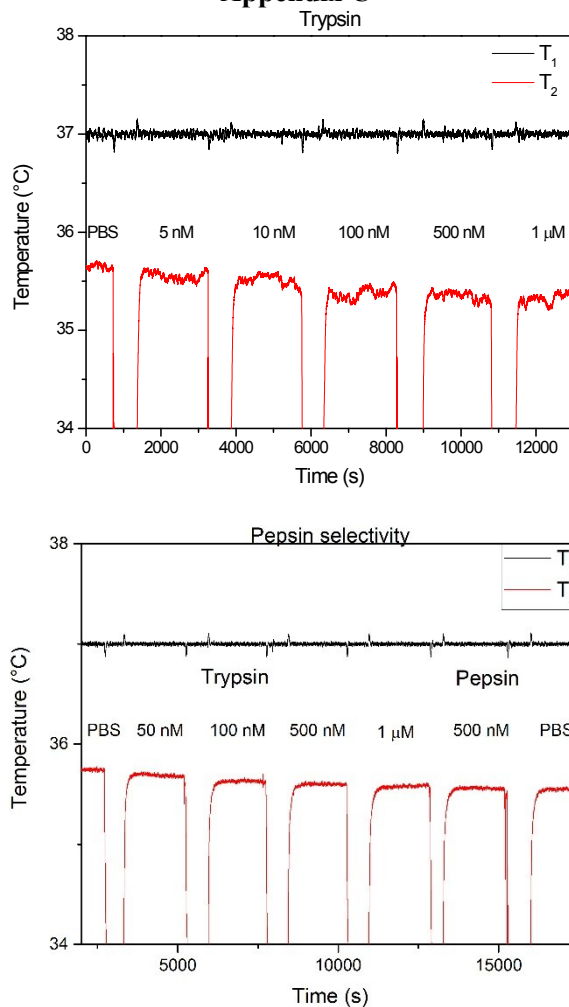 Trypsin
38
37
36
35
34
Temperature (°C)
T1
T2
PBS 5 nM 10 nM 100 nM 500 nM 1 μM
0 2000 4000 6000 8000 10000 12000
Time (s)
Pepsin selectivity
38
36
34
Temperature (°C)
T
T
Trypsin Pepsin
PBS 50 nM 100 nM 500 nM 1 μM 500 nM PBS
5000 10000 15000
Time (s)